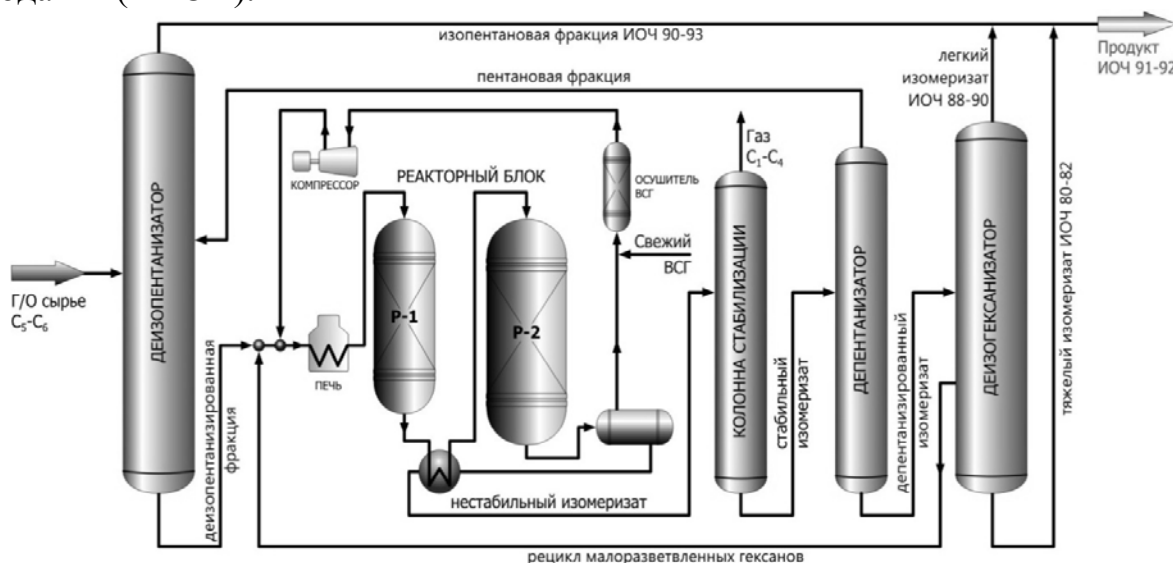 изопентановая фракция ИОЧ 90-93
Продукт
ИОЧ 91-92
пентановая фракция
легкий
изомеризат
ИОЧ 88-90
Газ
C₁-C₄
КОМПРЕССОР
РЕАКТОРНЫЙ БЛОК
ОСУШИТЕЛЬ
ВСГ
Свежий
ВСГ
Г/О сырье
C₅-C₆
ДЕИЗОПЕНТАНИЗАТОР
деизопентанизированная
фракция
ПЕЧЬ
Р-1
Р-2
нестабильный изомеризат
КОЛОННА СТАБИЛИЗАЦИИ
стабильный
изомеризат
ДЕПЕНТАНИЗАТОР
депентанизированный
изомеризат
ДЕИЗОГЕКСАНИЗАТОР
тяжелый изомеризат ИОЧ 80-82
рецикл малоразветвленных гексанов